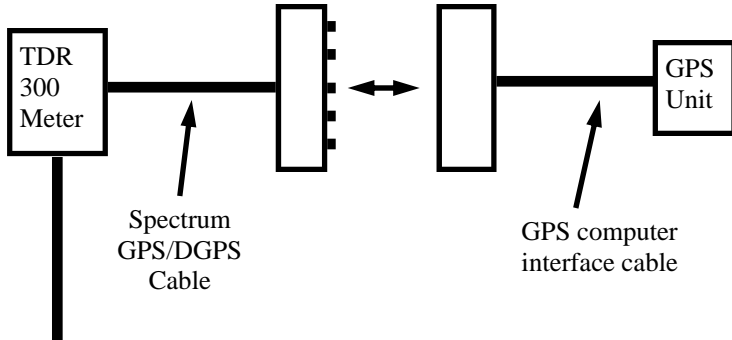 TDR
300
Meter
GPS
Unit
Spectrum
GPS/DGPS
Cable
GPS computer
interface cable